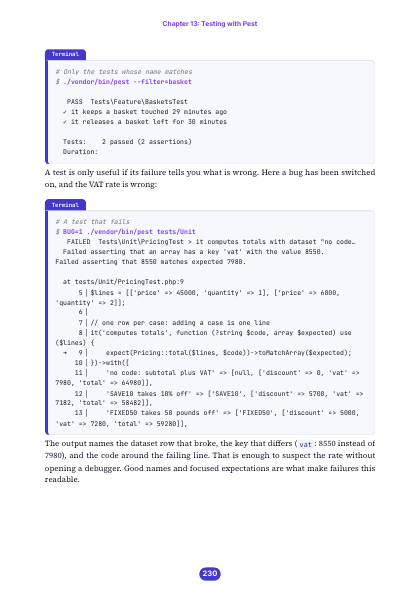 Chapter 13: Testing with Pest
Terminal
# Only the tests whose name matches
$ ./vendor/bin/pest --filter=basket
PASS  Tests\Feature\BasketsTest
✓ it keeps a basket touched 29 minutes ago
✓ it releases a basket left for 30 minutes
Tests:    2 passed (2 assertions)
Duration:
A test is only useful if its failure tells you what is wrong. Here a bug has been switched
on, and the VAT rate is wrong:
Terminal
# A test that fails
$ BUG=1 ./vendor/bin/pest tests/Unit
FAILED  Tests\Unit\PricingTest > it computes totals with dataset "no code…
Failed asserting that an array has a key 'vat' with the value 8550.
Failed asserting that 8550 matches expected 7980.
at tests/Unit/PricingTest.php:9
5│ $lines = [['price' => 45000, 'quantity' => 1], ['price' => 6000,
'quantity' => 2]];
6│
7│ // one row per case: adding a case is one line
8│ it('computes totals', function (?string $code, array $expected) use
($lines) {
➜   9│     expect(Pricing::total($lines, $code))->toMatchArray($expected);
10│ })->with([
11│     'no code: subtotal plus VAT' => [null, ['discount' => 0, 'vat' =>
7980, 'total' => 64980]],
12│     'SAVE10 takes 10% off' => ['SAVE10', ['discount' => 5700, 'vat' =>
7182, 'total' => 58482]],
13│     'FIXED50 takes 50 pounds off' => ['FIXED50', ['discount' => 5000,
'vat' => 7280, 'total' => 59280]],
The output names the dataset row that broke, the key that differs ( vat : 8550 instead of
7980), and the code around the failing line. That is enough to suspect the rate without
opening a debugger. Good names and focused expectations are what make failures this
readable.
230